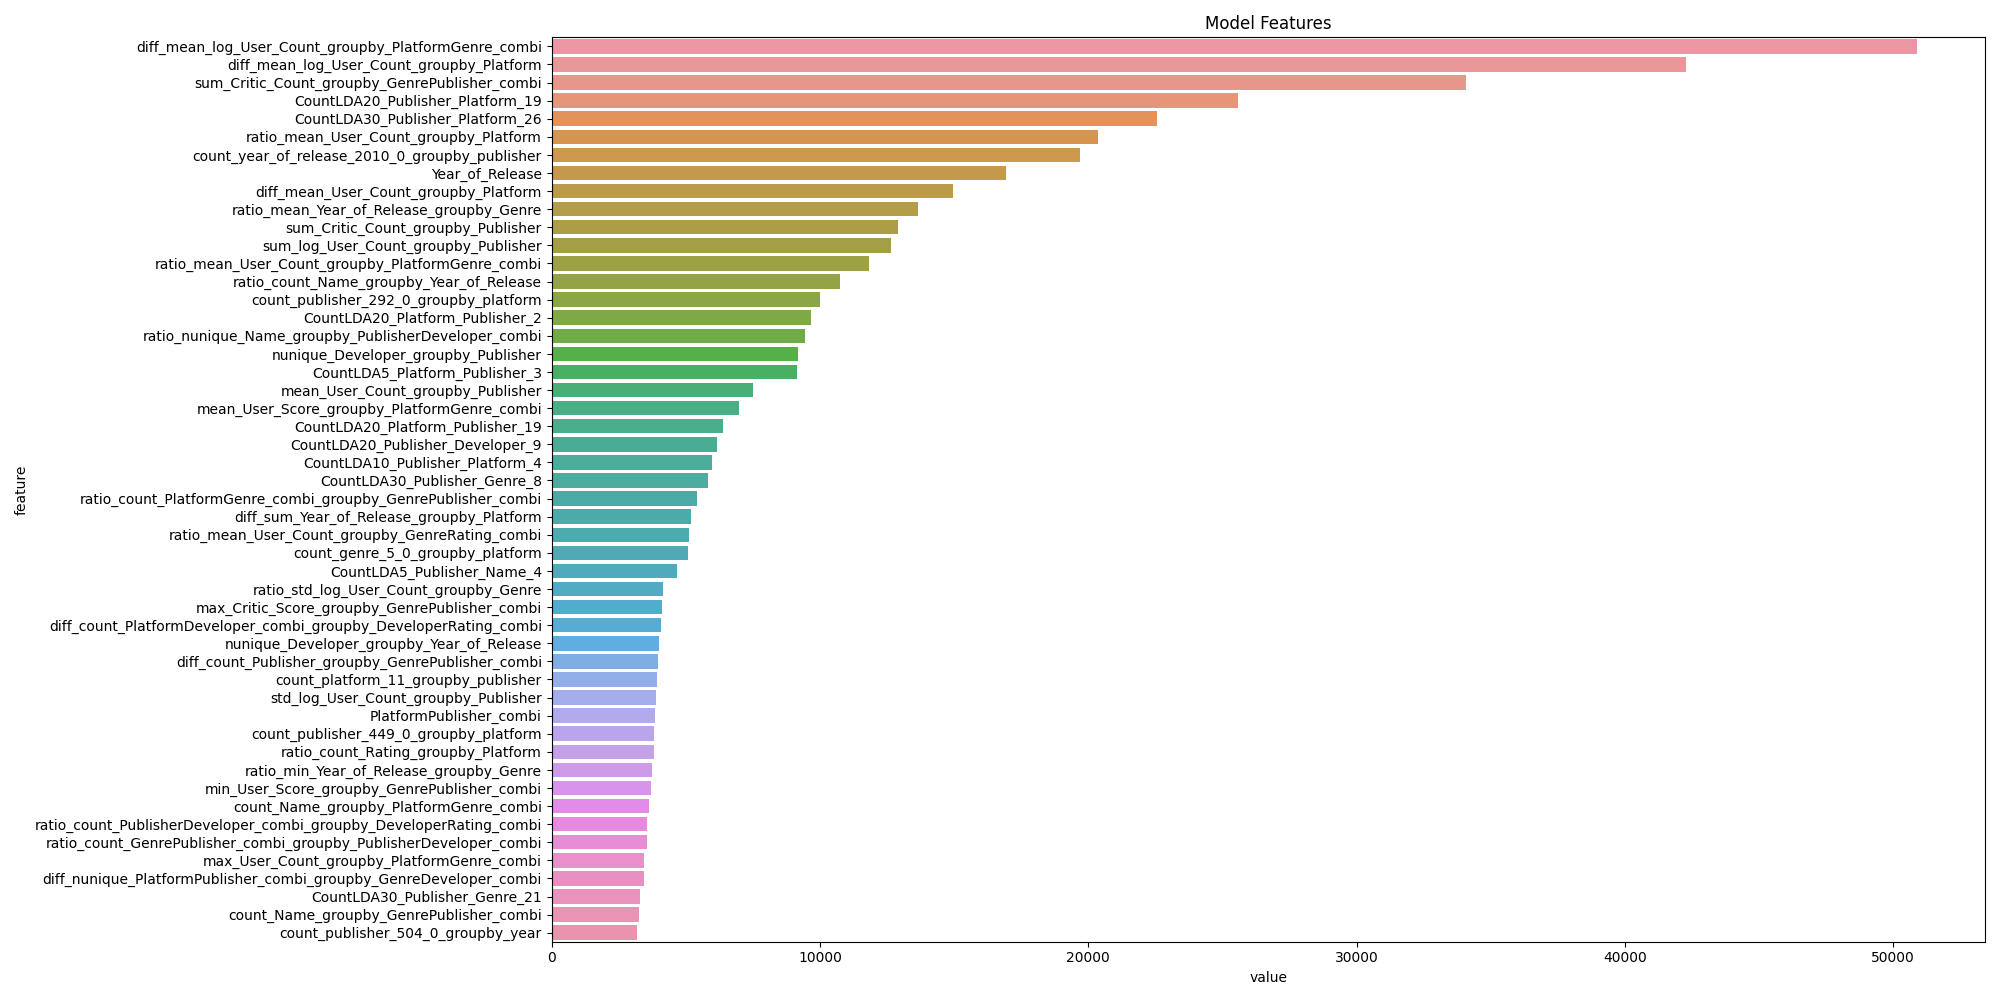 Model Features
diff_mean_log_User_Count_groupby_PlatformGenre_combi
diff_mean_log_User_Count_groupby_Platform
sum_Critic_Count_groupby_GenrePublisher_combi
CountLDA20_Publisher_Platform_19
CountLDA30_Publisher_Platform_26
ratio_mean_User_Count_groupby_Platform
count_year_of_release_2010_0_groupby_publisher
Year_of_Release
diff_mean_User_Count_groupby_Platform
ratio_mean_Year_of_Release_groupby_Genre
sum_Critic_Count_groupby_Publisher
sum_log_User_Count_groupby_Publisher
ratio_mean_User_Count_groupby_PlatformGenre_combi
ratio_count_Name_groupby_Year_of_Release
count_publisher_292_0_groupby_platform
CountLDA20_Platform_Publisher_2
ratio_nunique_Name_groupby_PublisherDeveloper_combi
nunique_Developer_groupby_Publisher
CountLDA5_Platform_Publisher_3
mean_User_Count_groupby_Publisher
mean_User_Score_groupby_PlatformGenre_combi
CountLDA20_Platform_Publisher_19
CountLDA20_Publisher_Developer_9
CountLDA10_Publisher_Platform_4
CountLDA30_Publisher_Genre_8
ratio_count_PlatformGenre_combi_groupby_GenrePublisher_combi
diff_sum_Year_of_Release_groupby_Platform
ratio_mean_User_Count_groupby_GenreRating_combi
count_genre_5_0_groupby_platform
CountLDA5_Publisher_Name_4
ratio_std_log_User_Count_groupby_Genre
max_Critic_Score_groupby_GenrePublisher_combi
diff_count_PlatformDeveloper_combi_groupby_DeveloperRating_combi
nunique_Developer_groupby_Year_of_Release
diff_count_Publisher_groupby_GenrePublisher_combi
count_platform_11_groupby_publisher
std_log_User_Count_groupby_Publisher
PlatformPublisher_combi
count_publisher_449_0_groupby_platform
ratio_count_Rating_groupby_Platform
ratio_min_Year_of_Release_groupby_Genre
min_User_Score_groupby_GenrePublisher_combi
count_Name_groupby_PlatformGenre_combi
ratio_count_PublisherDeveloper_combi_groupby_DeveloperRating_combi
ratio_count_GenrePublisher_combi_groupby_PublisherDeveloper_combi
max_User_Count_groupby_PlatformGenre_combi
diff_nunique_PlatformPublisher_combi_groupby_GenreDeveloper_combi
CountLDA30_Publisher_Genre_21
count_Name_groupby_GenrePublisher_combi
count_publisher_504_0_groupby_year
feature
0 10000 20000 30000 40000 50000
value